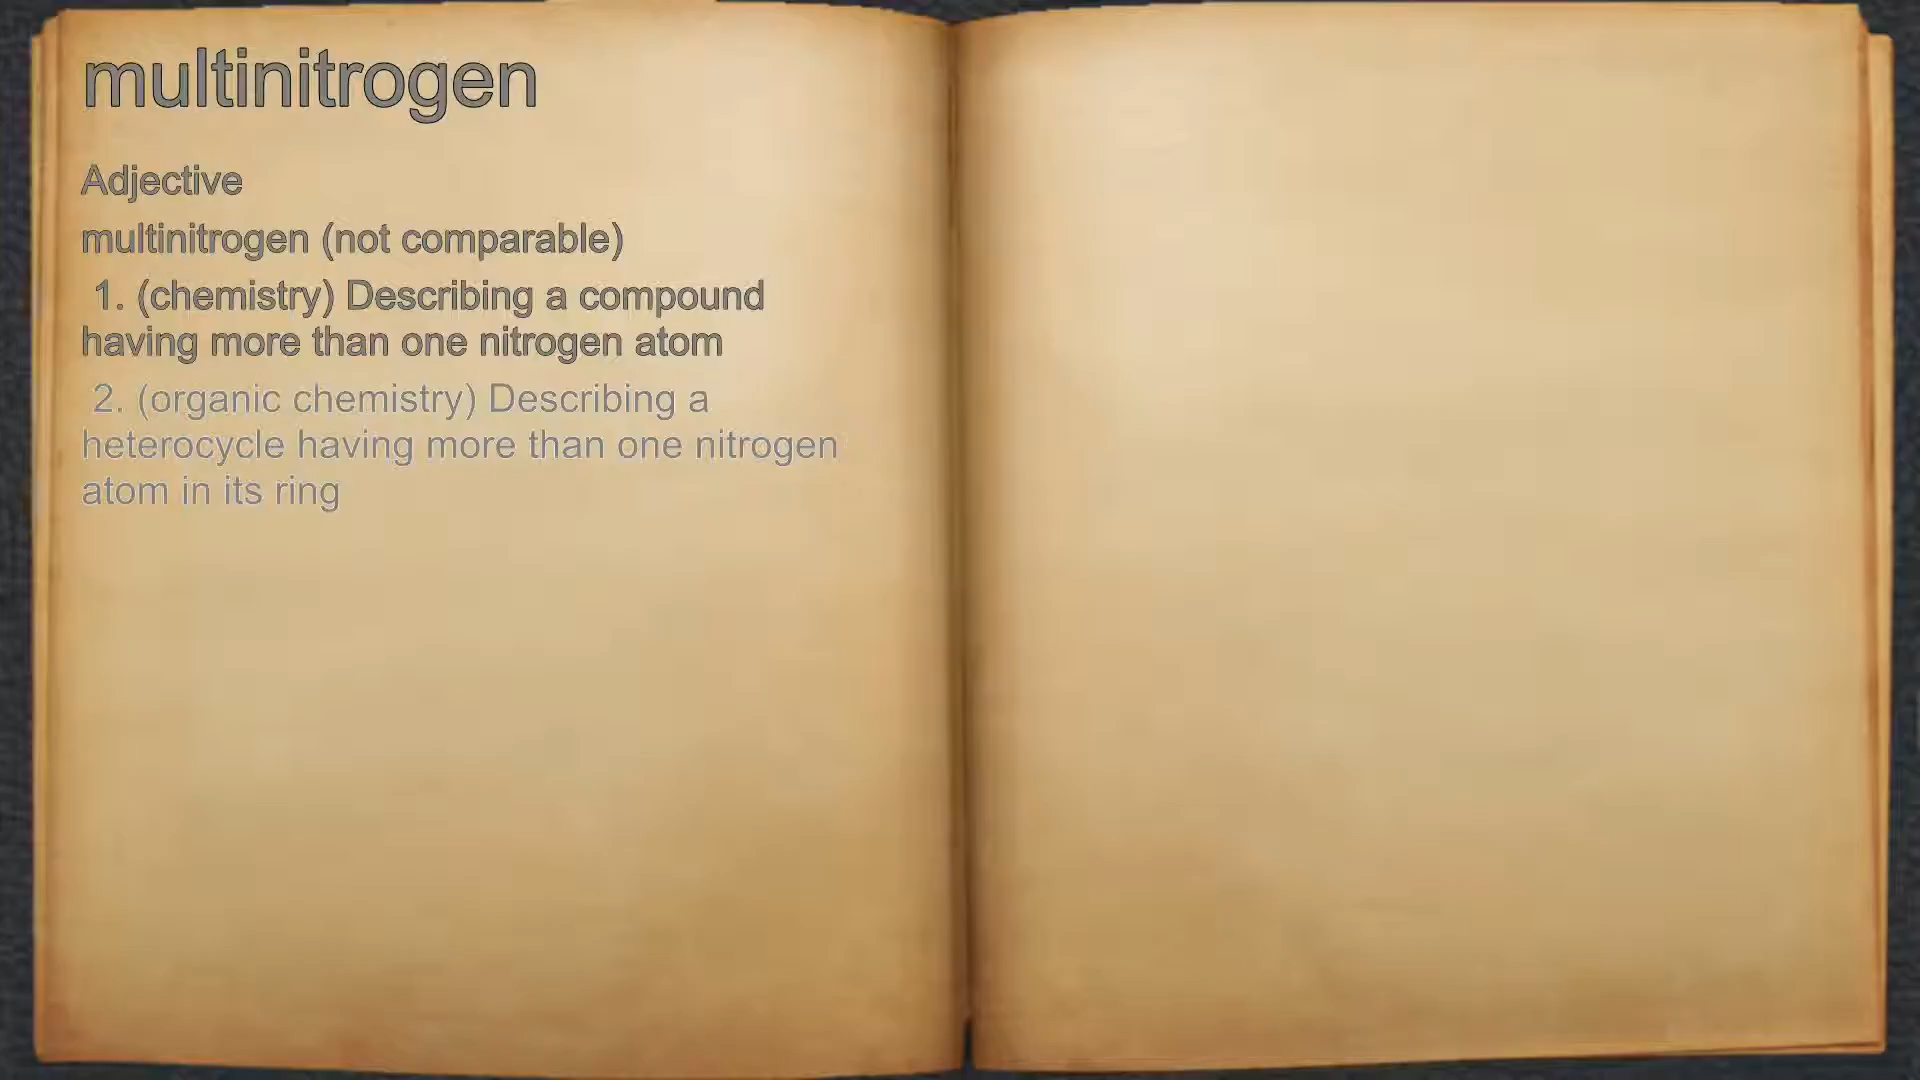 multinitrogen
Adjective
multinitrogen (not comparable)
1. (chemistry) Describing a compound
having more than one nitrogen atom
2. (organic chemistry) Describing a
heterocycle having more than one nitrogen
atom in its ring